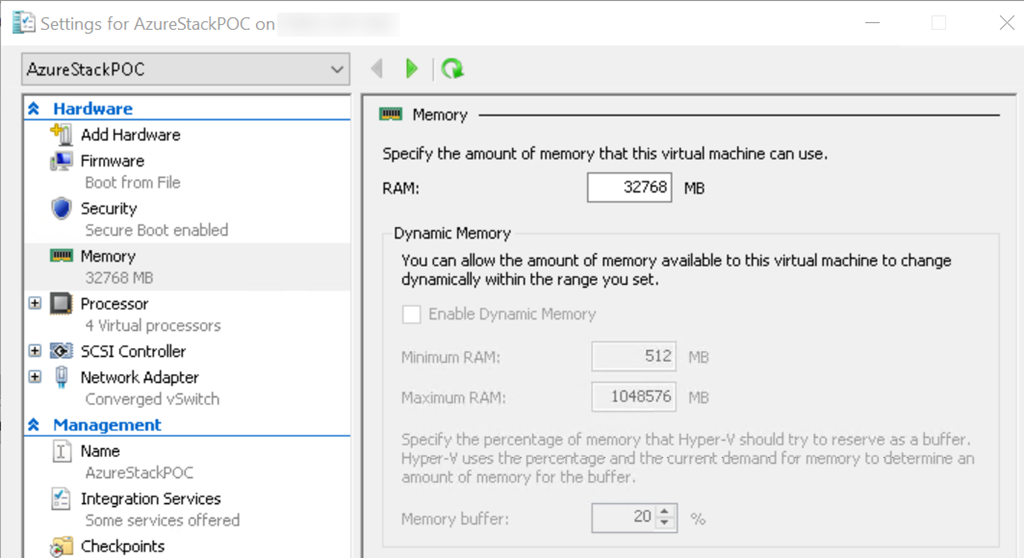 Settings for AzureStackPOC on
AzureStackPOC
Hardware
Add Hardware
Firmware
Boot from File
Security
Secure Boot enabled
Memory
32768 MB
Processor
4 Virtual processors
SCSI Controller
Network Adapter
Converged vSwitch
Management
Name
AzureStackPOC
Integration Services
Some services offered
Checkpoints
Memory
Specify the amount of memory that this virtual machine can use.
RAM: 32768 MB
Dynamic Memory
You can allow the amount of memory available to this virtual machine to change
dynamically within the range you set.
Enable Dynamic Memory
Minimum RAM: 512 MB
Maximum RAM: 1048576 MB
Specify the percentage of memory that Hyper-V should try to reserve as a buffer.
Hyper-V uses the percentage and the current demand for memory to determine an
amount of memory for the buffer.
Memory buffer: 20 %